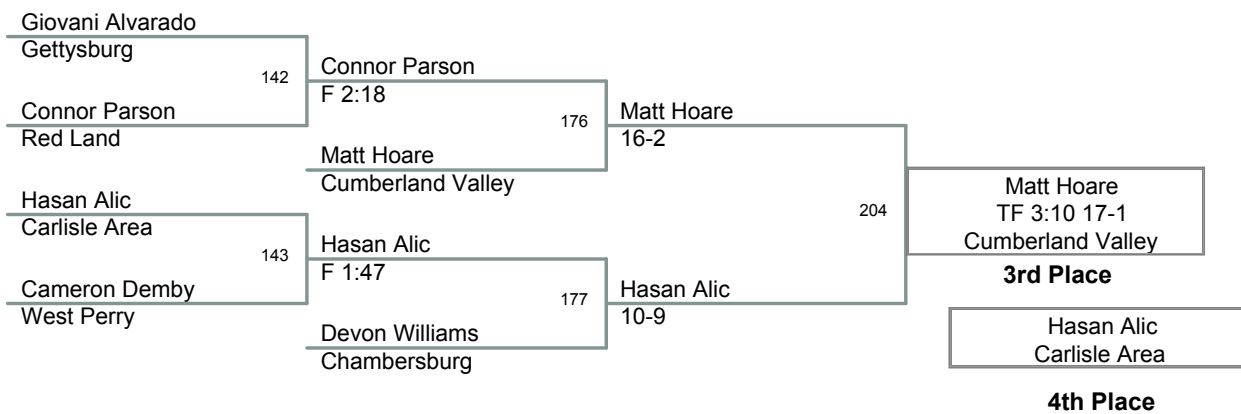 Giovani Alvarado
Gettysburg
142
Connor Parson
F 2:18
Connor Parson
Red Land
176
Matt Hoare
16-2
Matt Hoare
Cumberland Valley
Hasan Alic
Carlisle Area
143
Hasan Alic
F 1:47
Cameron Demby
West Perry
177
Hasan Alic
10-9
Devon Williams
Chambersburg
204
Matt Hoare
TF 3:10 17-1
Cumberland Valley
3rd Place
Hasan Alic
Carlisle Area
4th Place